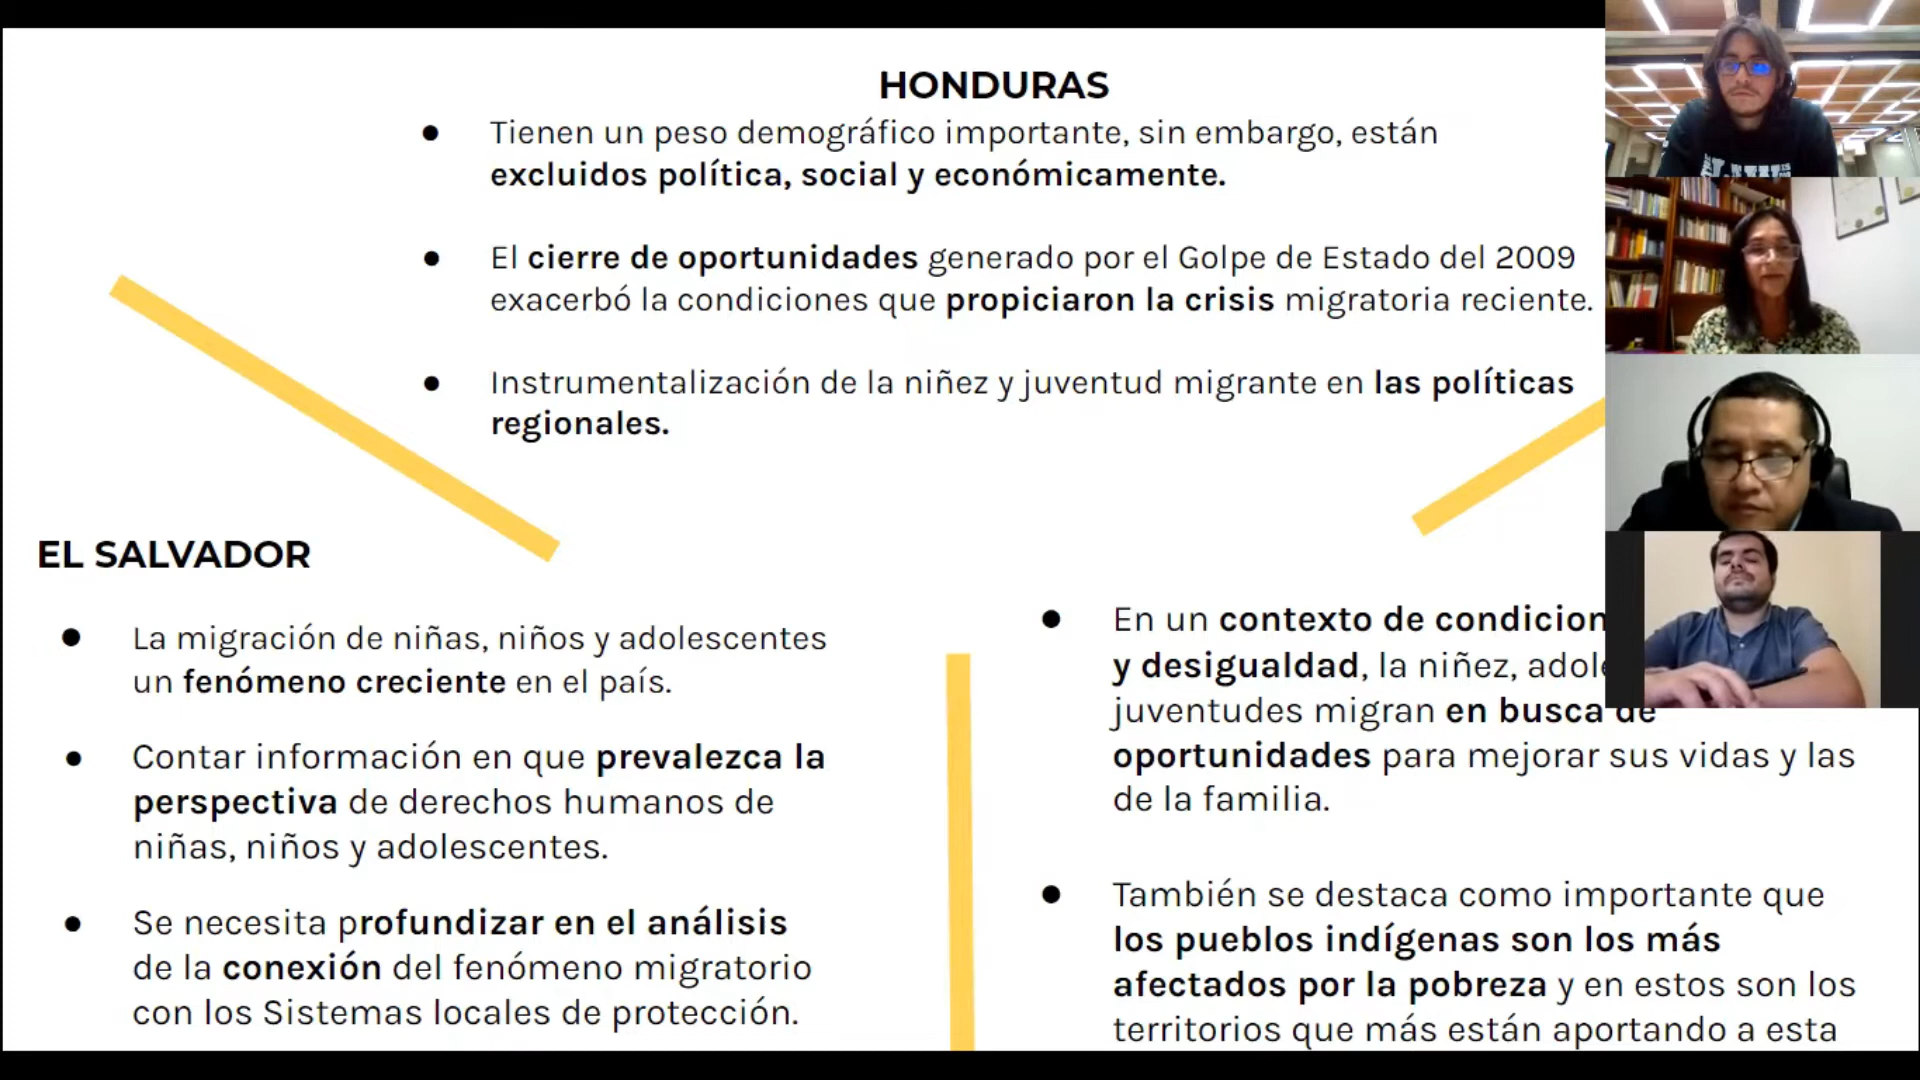 HONDURAS
● Tienen un peso demográfico importante, sin embargo, están
excluidos política, social y económicamente.
● El cierre de oportunidades generado por el Golpe de Estado del 2009
exacerbó la condiciones que propiciaron la crisis migratoria reciente.
● Instrumentalización de la niñez y juventud migrante en las políticas
regionales.
EL SALVADOR
● La migración de niñas, niños y adolescentes
un fenómeno creciente en el país.
● Contar información en que prevalezca la
perspectiva de derechos humanos de
niñas, niños y adolescentes.
● Se necesita profundizar en el análisis
de la conexión del fenómeno migratorio
con los Sistemas locales de protección.
● En un contexto de condicion
y desigualdad, la niñez, adole
juventudes migran en busca de
oportunidades para mejorar sus vidas y las
de la familia.
● También se destaca como importante que
los pueblos indígenas son los más
afectados por la pobreza y en estos son los
territorios que más están aportando a esta